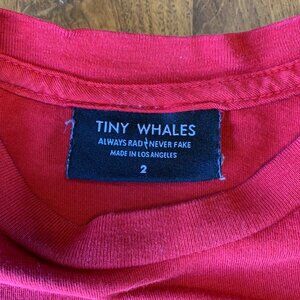 TINY WHALES
ALWAYS RAD NEVER FAKE
MADE IN LOS ANGELES
2